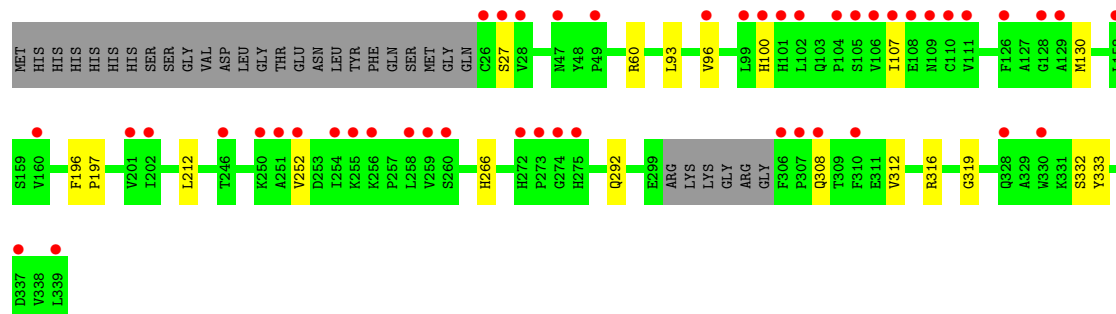 MET HIS HIS HIS HIS HIS HIS SER SER GLY VAL ASP LEU GLY THR GLU ASN LEU TYR PHE GLN SER MET GLY GLN C26 S27 V28 N47 Y48 P49 R60 L93 V96 L99 H100 H101 L102 Q103 P104 S105 V106 I107 E108 N109 C110 V111 F126 A127 G128 A129 M130
S159 V160 F196 P197 V201 I202 L212 T246 K250 A251 V252 D253 I254 K255 K256 P257 L258 V259 S260 H266 H272 P273 G274 H275 Q292 E299 ARG LYS LYS GLY ARG GLY F306 P307 Q308 T309 F310 E311 V312 R316 G319 Q328 A329 W330 K331 S332 Y333
D337 V338 L339